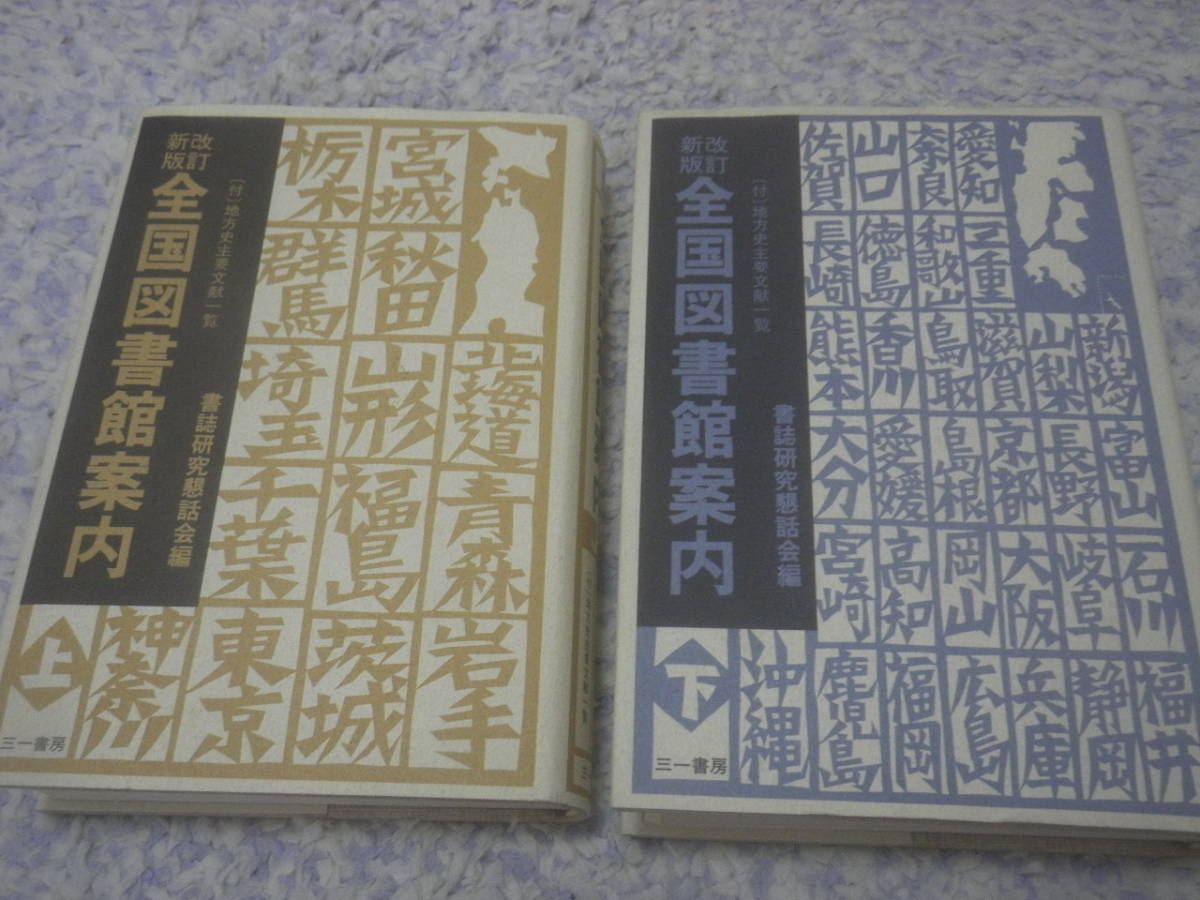 改訂
新版
全国図書館案内
〔付〕地方史主要文献一覧
書誌研究懇話会編
北海道
青森
岩手
宮城
秋田
山形
福島
茨城
栃木
群馬
埼玉
千葉
東京
神奈川
上
三一書房
改訂
新版
全国図書館案内
〔付〕地方史主要文献一覧
書誌研究懇話会編
新潟
富山
石川
福井
山梨
長野
岐阜
静岡
愛知
三重
滋賀
京都
大阪
兵庫
奈良
和歌山
鳥取
島根
岡山
広島
山口
徳島
香川
愛媛
高知
福岡
佐賀
長崎
熊本
大分
宮崎
鹿児島
沖縄
下
三一書房